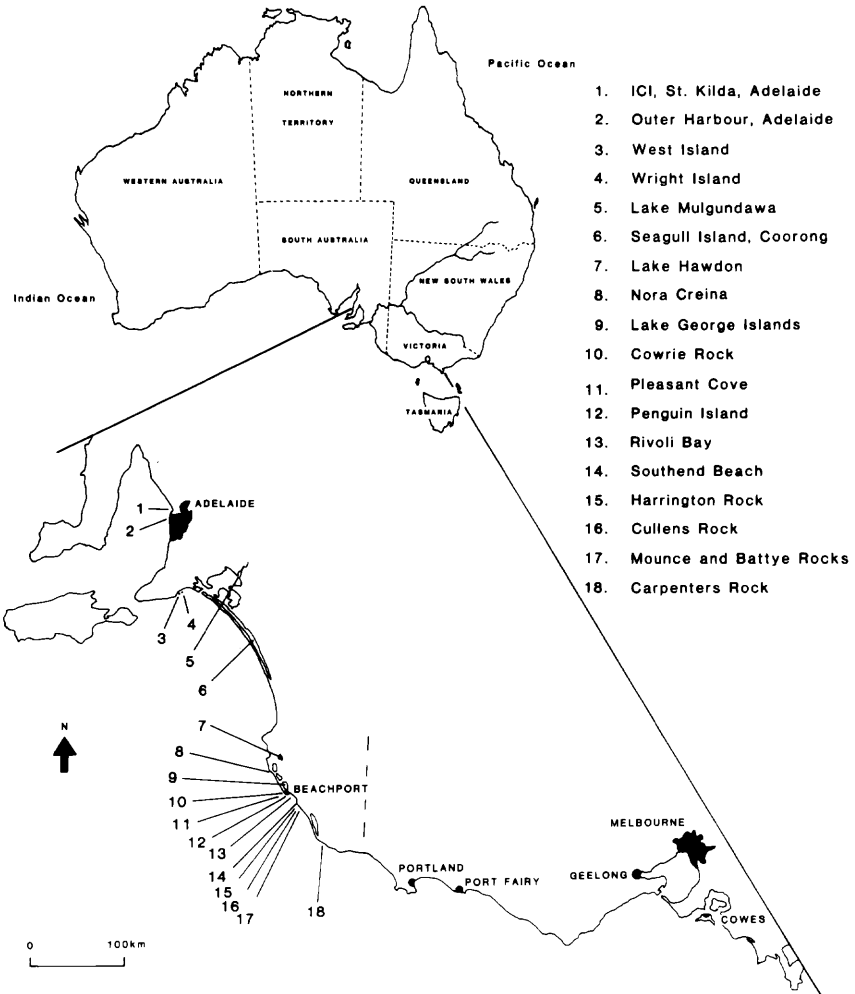 Pacific Ocean
NORTHERN
TERRITORY
WESTERN AUSTRALIA
QUEENSLAND
SOUTH AUSTRALIA
NEW SOUTH WALES
Indian Ocean
VICTORIA
TASMANIA
1. ICI, St. Kilda, Adelaide
2. Outer Harbour, Adelaide
3. West Island
4. Wright Island
5. Lake Mulgundawa
6. Seagull Island, Coorong
7. Lake Hawdon
8. Nora Creina
9. Lake George Islands
10. Cowrie Rock
11. Pleasant Cove
12. Penguin Island
13. Rivoli Bay
14. Southend Beach
15. Harrington Rock
16. Cullens Rock
17. Mounce and Battye Rocks
18. Carpenters Rock
1
ADELAIDE
2
3
4
5
6
N
7
8
9
BEACHPORT
10
11
12
13
14
15
16
17
18
MELBOURNE
PORTLAND
PORT FAIRY
GEELONG
COWES
0 100km